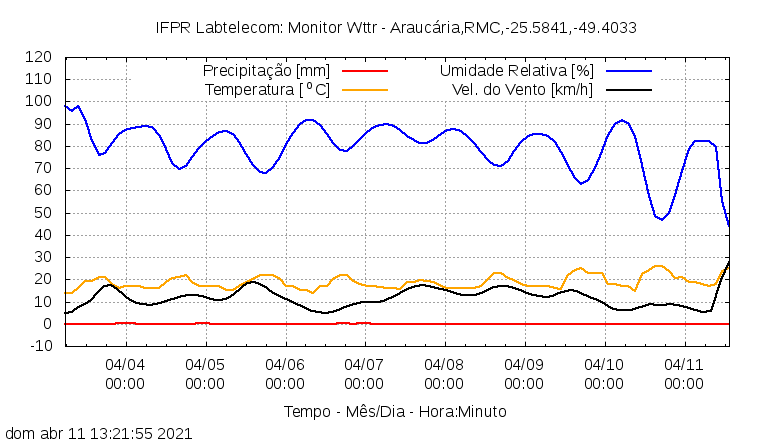 IFPR Labtelecom: Monitor Wttr - Araucária,RMC,-25.5841,-49.4033
Precipitação [mm]
Temperatura [ ⁰C]
Umidade Relativa [%]
Vel. do Vento [km/h]
120
110
100
90
80
70
60
50
40
30
20
10
0
-10
04/04 04/05 04/06 04/07 04/08 04/09 04/10 04/11
00:00 00:00 00:00 00:00 00:00 00:00 00:00 00:00
Tempo - Mês/Dia - Hora:Minuto
dom abr 11 13:21:55 2021